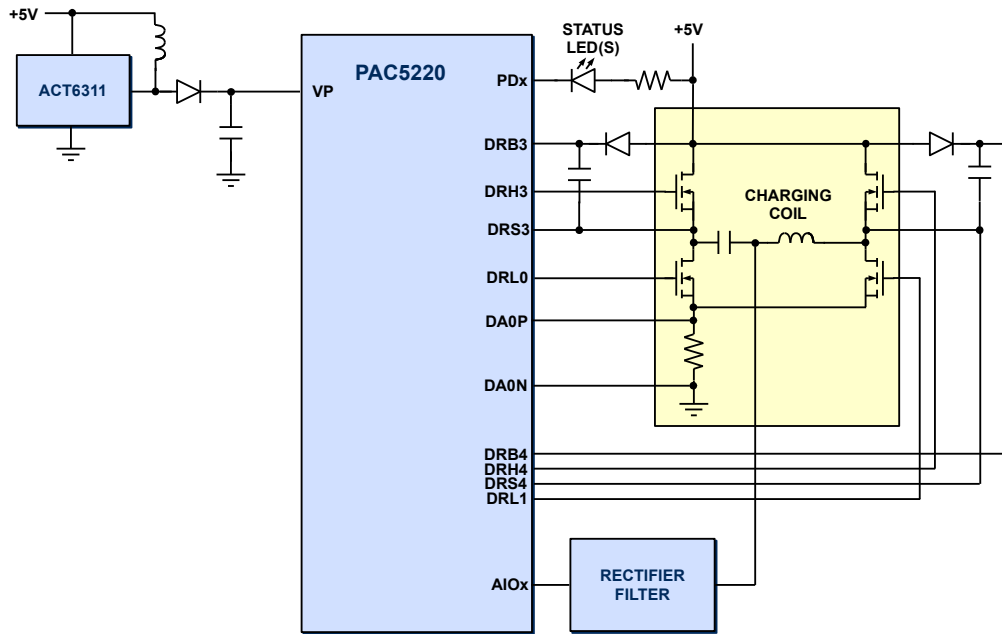 +5V
ACT6311
PAC5220
VP
PDx
STATUS
LED(S)
+5V
DRB3
DRH3
DRS3
DRL0
DA0P
DA0N
CHARGING
COIL
DRB4
DRH4
DRS4
DRL1
AIOx
RECTIFIER
FILTER